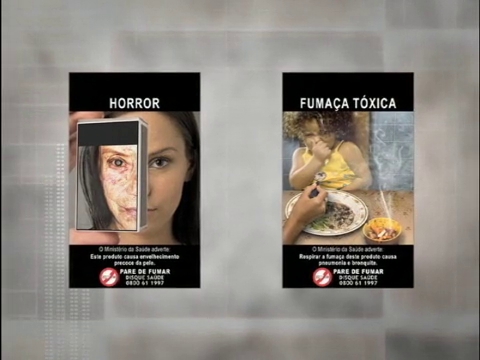 HORROR
O Ministério da Saúde adverte:
Este produto causa envelhecimento
precoce da pele.
PARE DE FUMAR
DISQUE SAÚDE
0800 61 1997
FUMAÇA TÓXICA
O Ministério da Saúde adverte:
Respirar a fumaça deste produto causa
pneumonia e bronquite.
PARE DE FUMAR
DISQUE SAÚDE
0800 61 1997